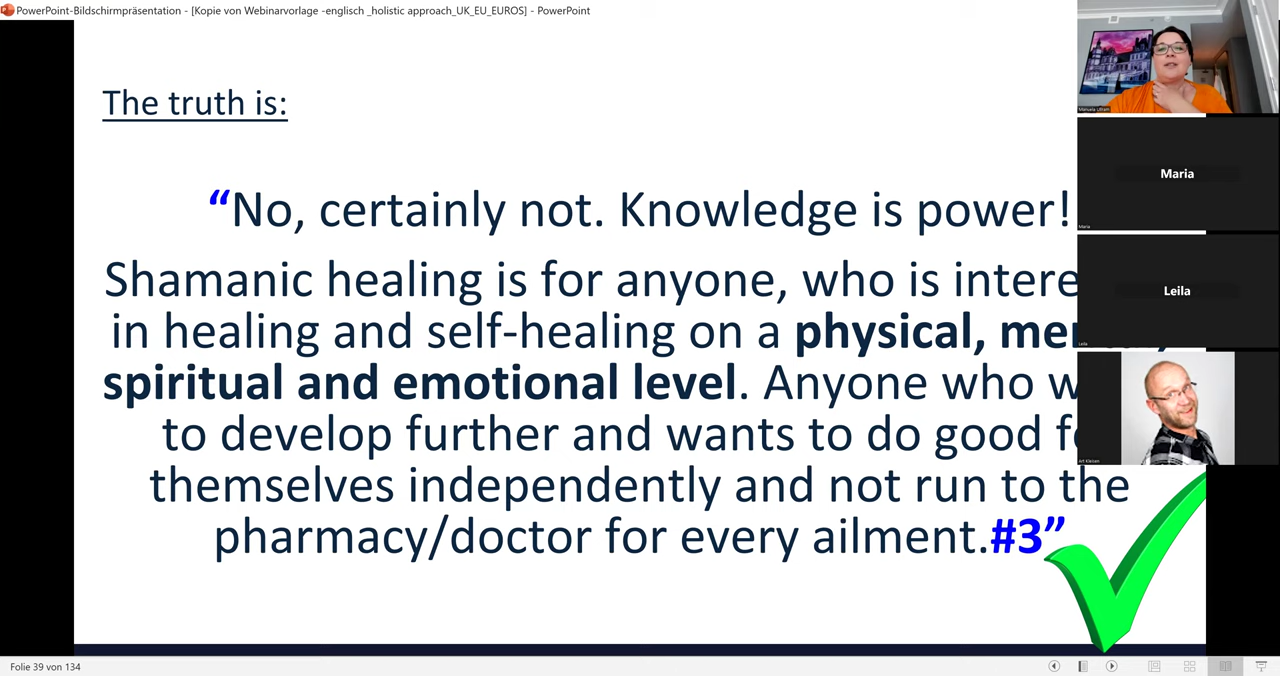 PowerPoint-Bildschirmpräsentation - [Kopie von Webinarvorlage -englisch _holistic approach_UK_EU_EUROS] - PowerPoint
The truth is:
“No, certainly not. Knowledge is power!
Shamanic healing is for anyone, who is intere
in healing and self-healing on a physical, me
spiritual and emotional level. Anyone who w
to develop further and wants to do good f
themselves independently and not run to the
pharmacy/doctor for every ailment.#3”
Maria
Maria
Leila
Leila
Folie 39 von 134